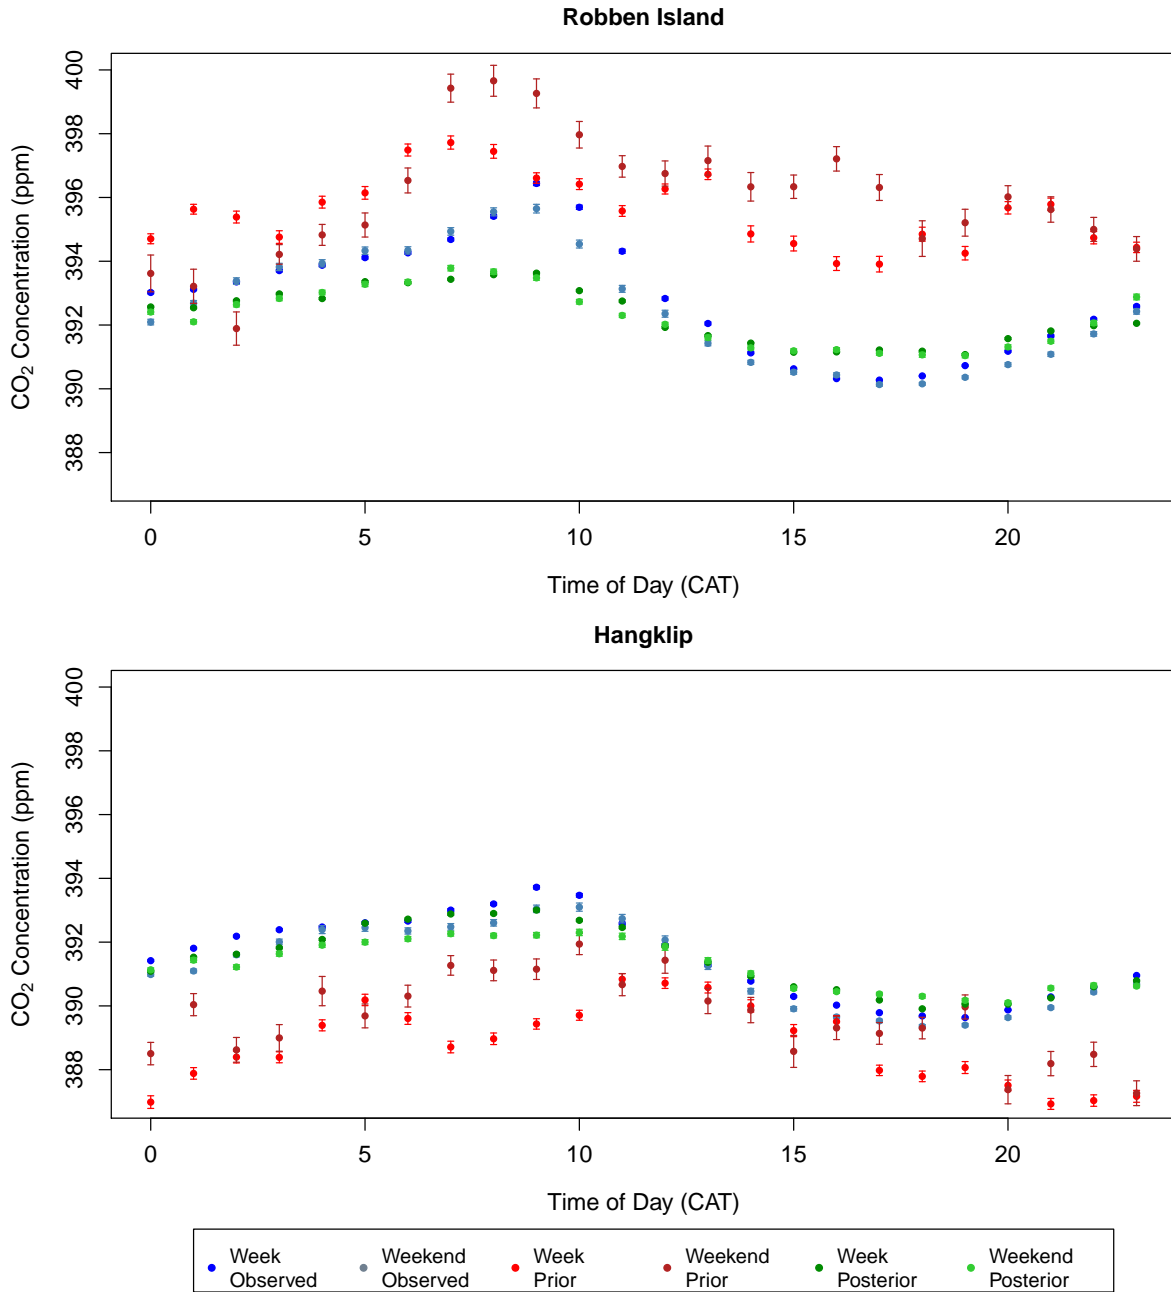 Robben Island
CO2 Concentration (ppm)
400
398
396
394
392
390
388
0 5 10 15 20
Time of Day (CAT)
Hangklip
CO2 Concentration (ppm)
400
398
396
394
392
390
388
0 5 10 15 20
Time of Day (CAT)
Week Observed
Weekend Observed
Week Prior
Weekend Prior
Week Posterior
Weekend Posterior